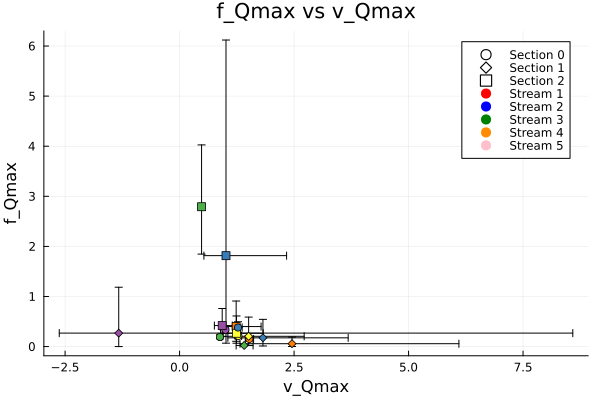 f_Qmax vs v_Qmax
Section 0
Section 1
Section 2
Stream 1
Stream 2
Stream 3
Stream 4
Stream 5
f_Qmax
6
5
4
3
2
1
0
−2.5 0.0 2.5 5.0 7.5
v_Qmax